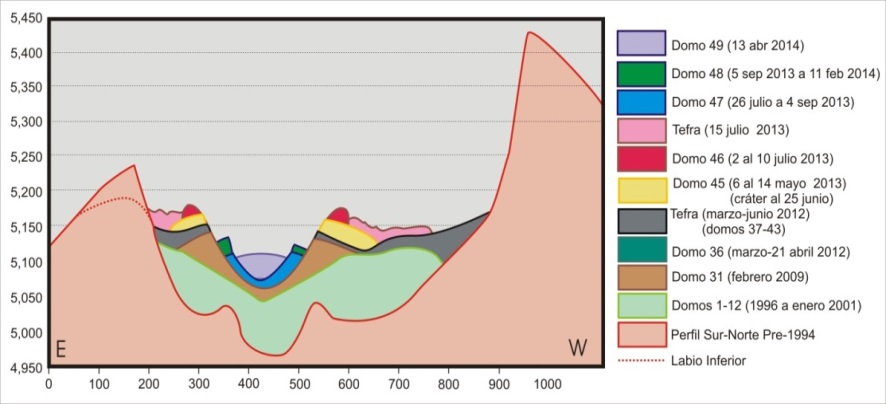 5,450
5,400
5,350
5,300
5,250
5,200
5,150
5,100
5,050
5,000
4,950
E
W
0 100 200 300 400 500 600 700 800 900 1000
Domo 49 (13 abr 2014)
Domo 48 (5 sep 2013 a 11 feb 2014)
Domo 47 (26 julio a 4 sep 2013)
Tefra (15 julio 2013)
Domo 46 (2 al 10 julio 2013)
Domo 45 (6 al 14 mayo 2013)
(cráter al 25 junio)
Tefra (marzo-junio 2012)
(domos 37-43)
Domo 36 (marzo-21 abril 2012)
Domo 31 (febrero 2009)
Domos 1-12 (1996 a enero 2001)
Perfil Sur-Norte Pre-1994
Labio Inferior